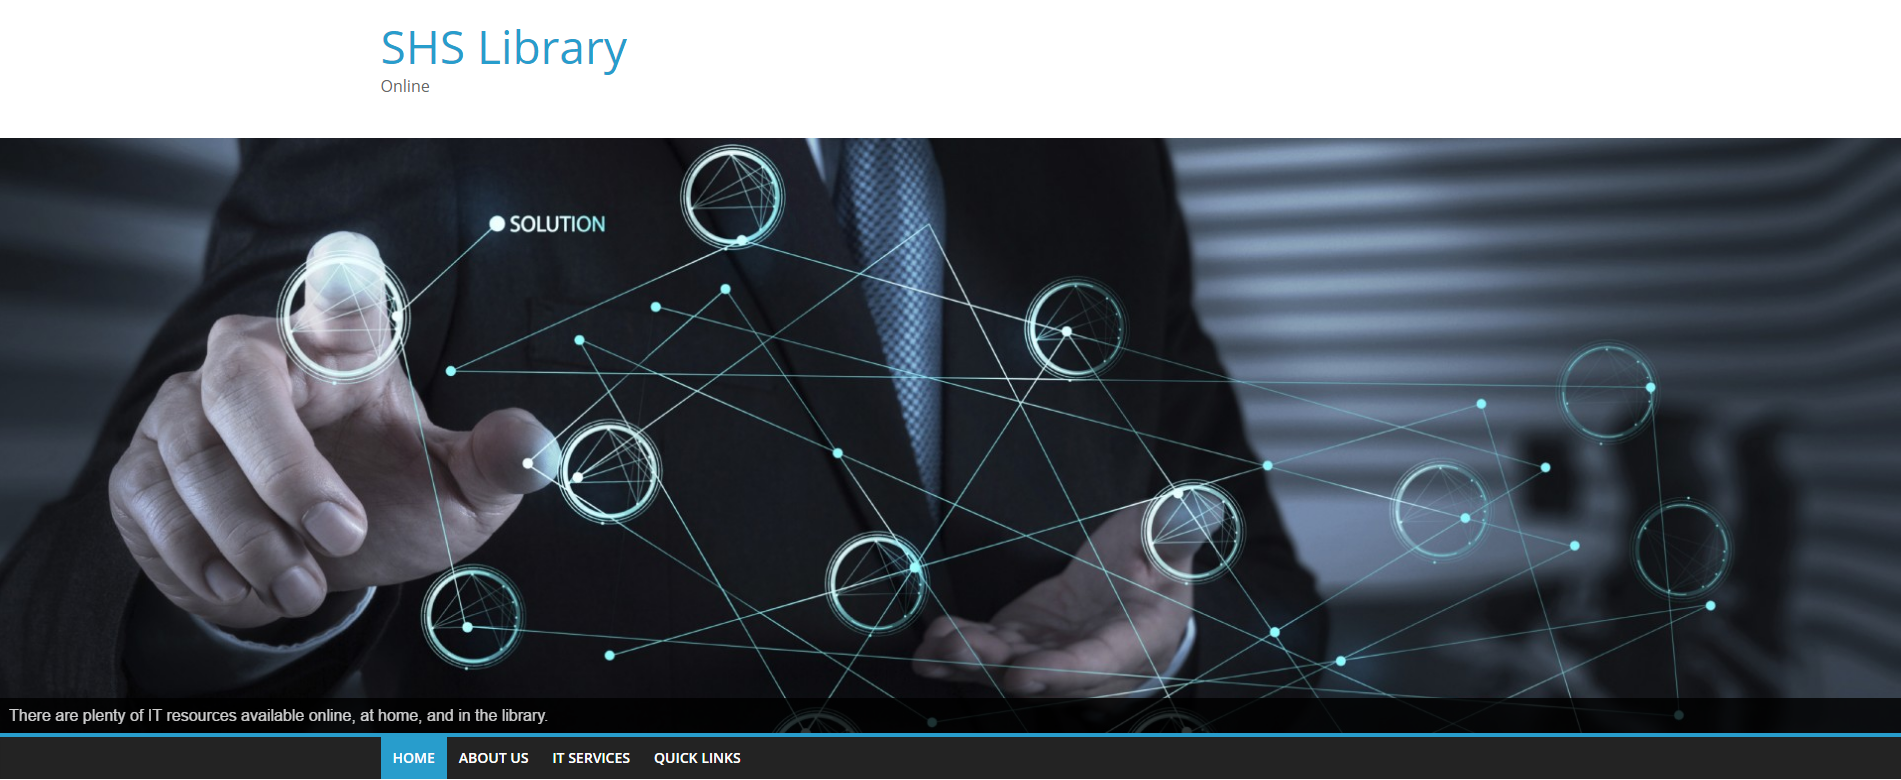 SHS Library
Online
SOLUTION
There are plenty of IT resources available online, at home, and in the library.
HOME ABOUT US IT SERVICES QUICK LINKS